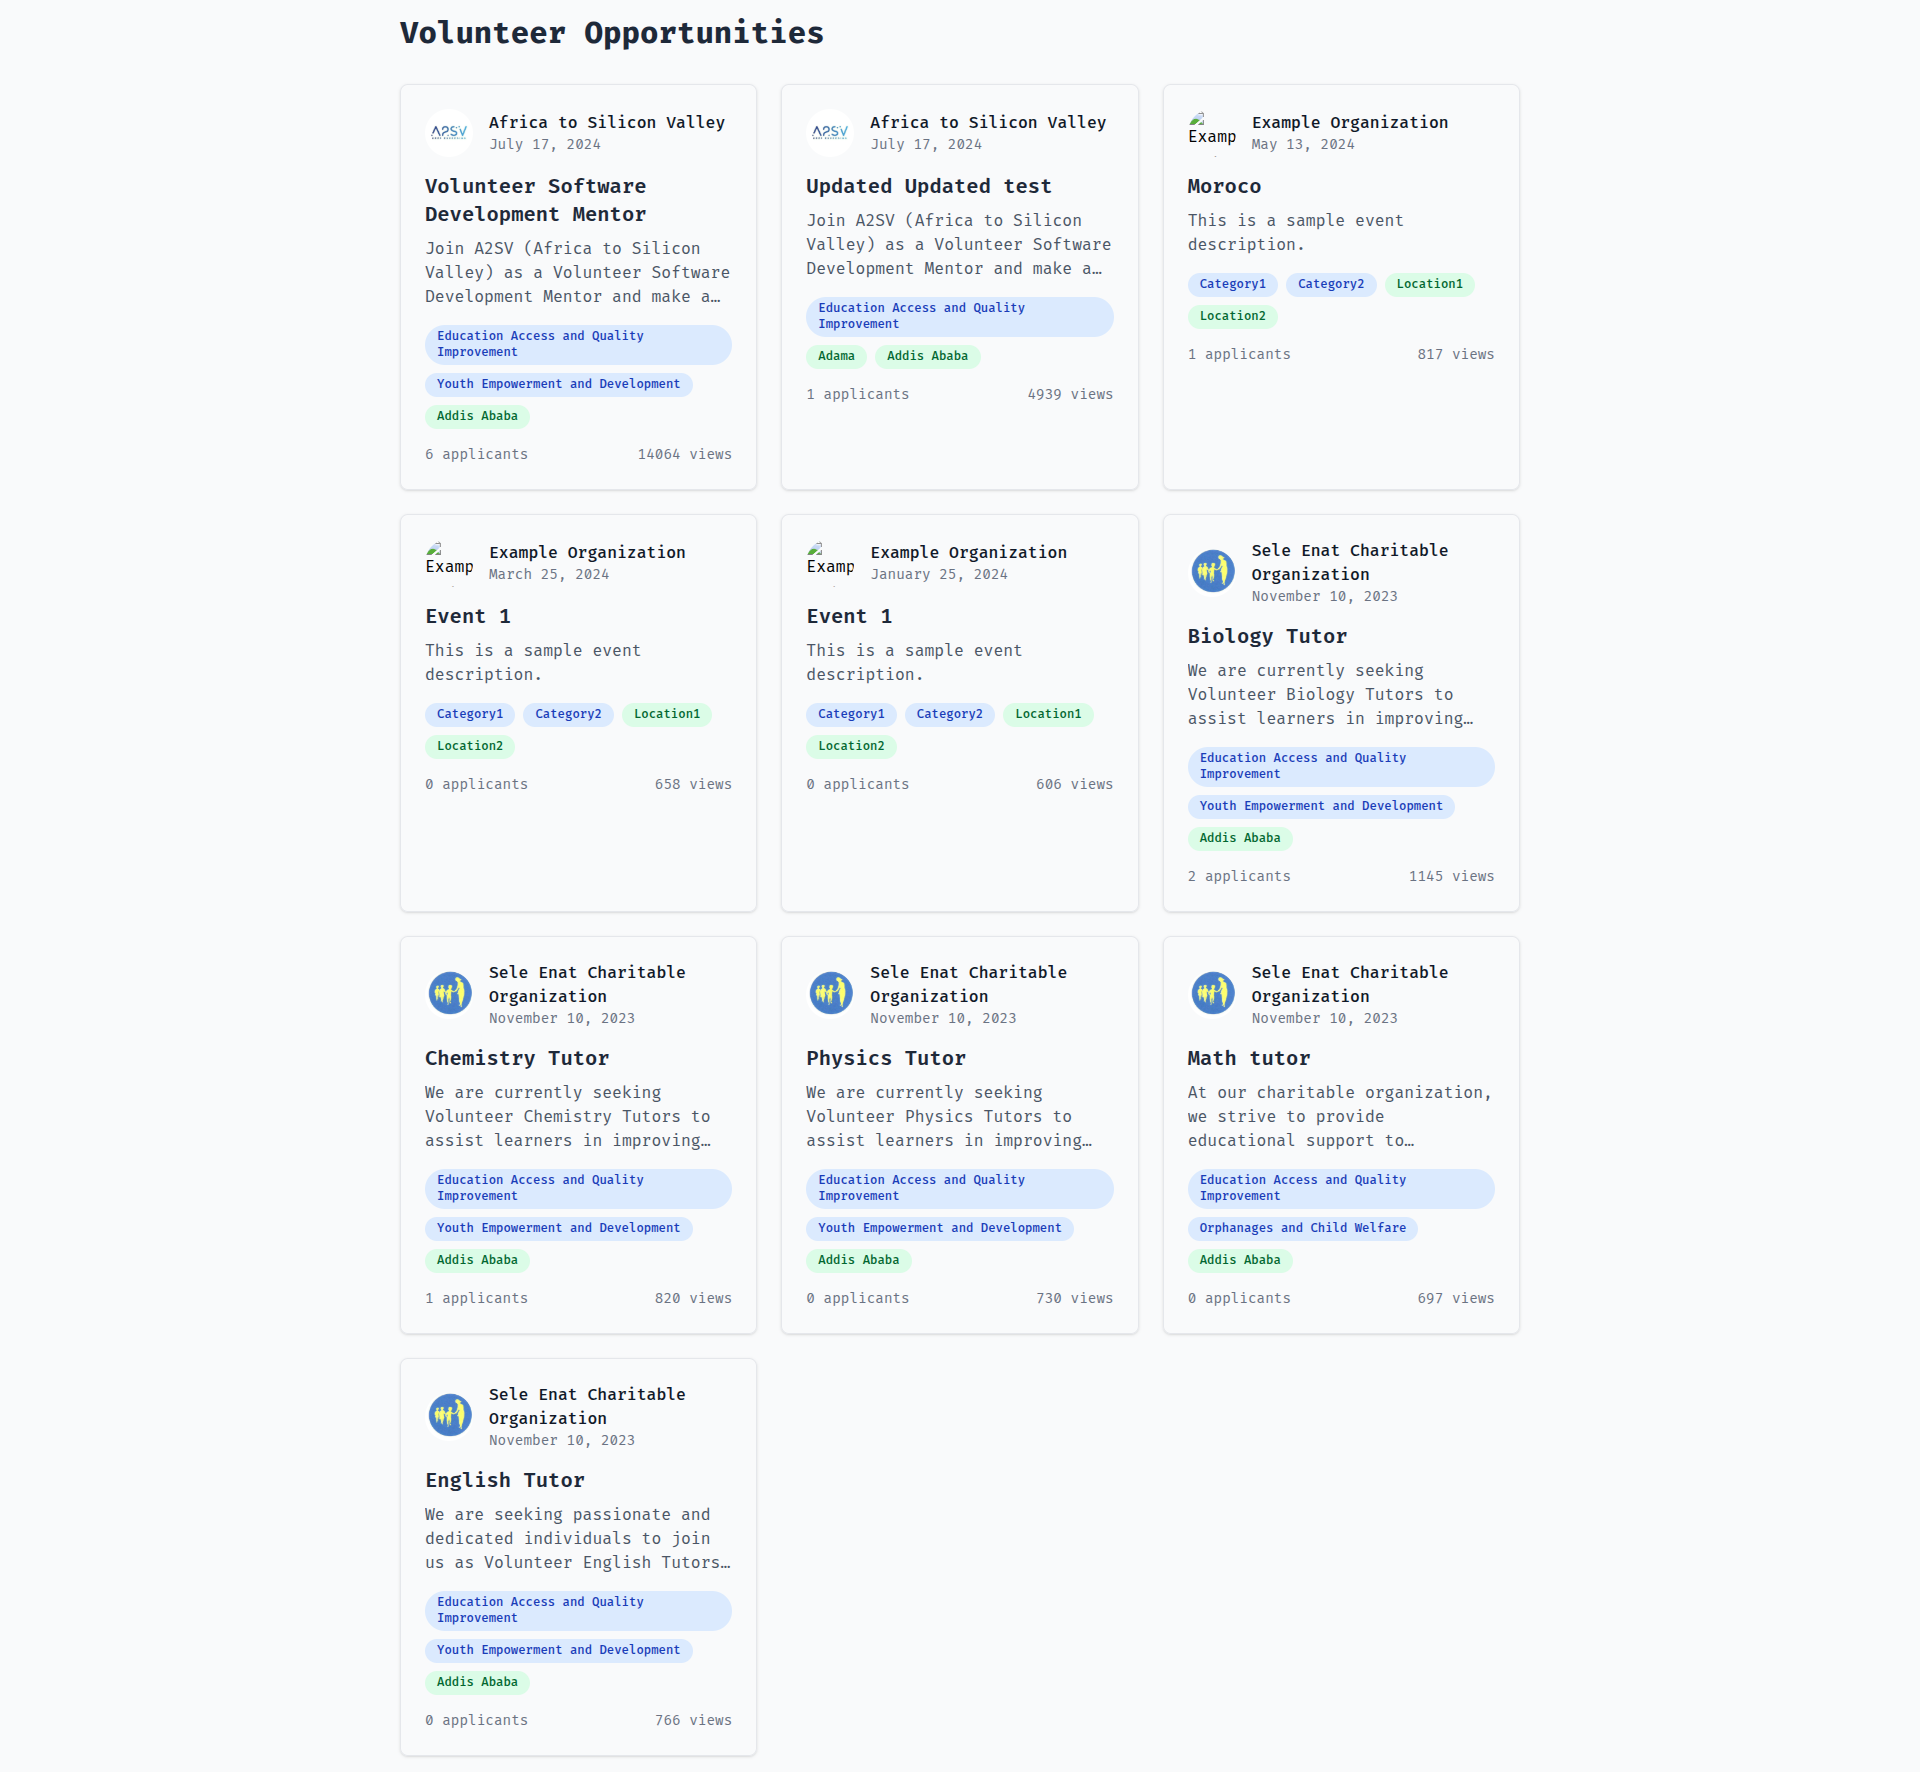 Volunteer Opportunities
A2SV
Africa to Silicon Valley
July 17, 2024
Volunteer Software
Development Mentor
Join A2SV (Africa to Silicon
Valley) as a Volunteer Software
Development Mentor and make a…
Education Access and Quality
Improvement
Youth Empowerment and Development
Addis Ababa
6 applicants
14064 views
A2SV
Africa to Silicon Valley
July 17, 2024
Updated Updated test
Join A2SV (Africa to Silicon
Valley) as a Volunteer Software
Development Mentor and make a…
Education Access and Quality
Improvement
Adama
Addis Ababa
1 applicants
4939 views
Examp
Example Organization
May 13, 2024
Moroco
This is a sample event
description.
Category1
Category2
Location1
Location2
1 applicants
817 views
Examp
Example Organization
March 25, 2024
Event 1
This is a sample event
description.
Category1
Category2
Location1
Location2
0 applicants
658 views
Examp
Example Organization
January 25, 2024
Event 1
This is a sample event
description.
Category1
Category2
Location1
Location2
0 applicants
606 views
Sele Enat Charitable
Organization
November 10, 2023
Biology Tutor
We are currently seeking
Volunteer Biology Tutors to
assist learners in improving…
Education Access and Quality
Improvement
Youth Empowerment and Development
Addis Ababa
2 applicants
1145 views
Sele Enat Charitable
Organization
November 10, 2023
Chemistry Tutor
We are currently seeking
Volunteer Chemistry Tutors to
assist learners in improving…
Education Access and Quality
Improvement
Youth Empowerment and Development
Addis Ababa
1 applicants
820 views
Sele Enat Charitable
Organization
November 10, 2023
Physics Tutor
We are currently seeking
Volunteer Physics Tutors to
assist learners in improving…
Education Access and Quality
Improvement
Youth Empowerment and Development
Addis Ababa
0 applicants
730 views
Sele Enat Charitable
Organization
November 10, 2023
Math tutor
At our charitable organization,
we strive to provide
educational support to…
Education Access and Quality
Improvement
Orphanages and Child Welfare
Addis Ababa
0 applicants
697 views
Sele Enat Charitable
Organization
November 10, 2023
English Tutor
We are seeking passionate and
dedicated individuals to join
us as Volunteer English Tutors…
Education Access and Quality
Improvement
Youth Empowerment and Development
Addis Ababa
0 applicants
766 views